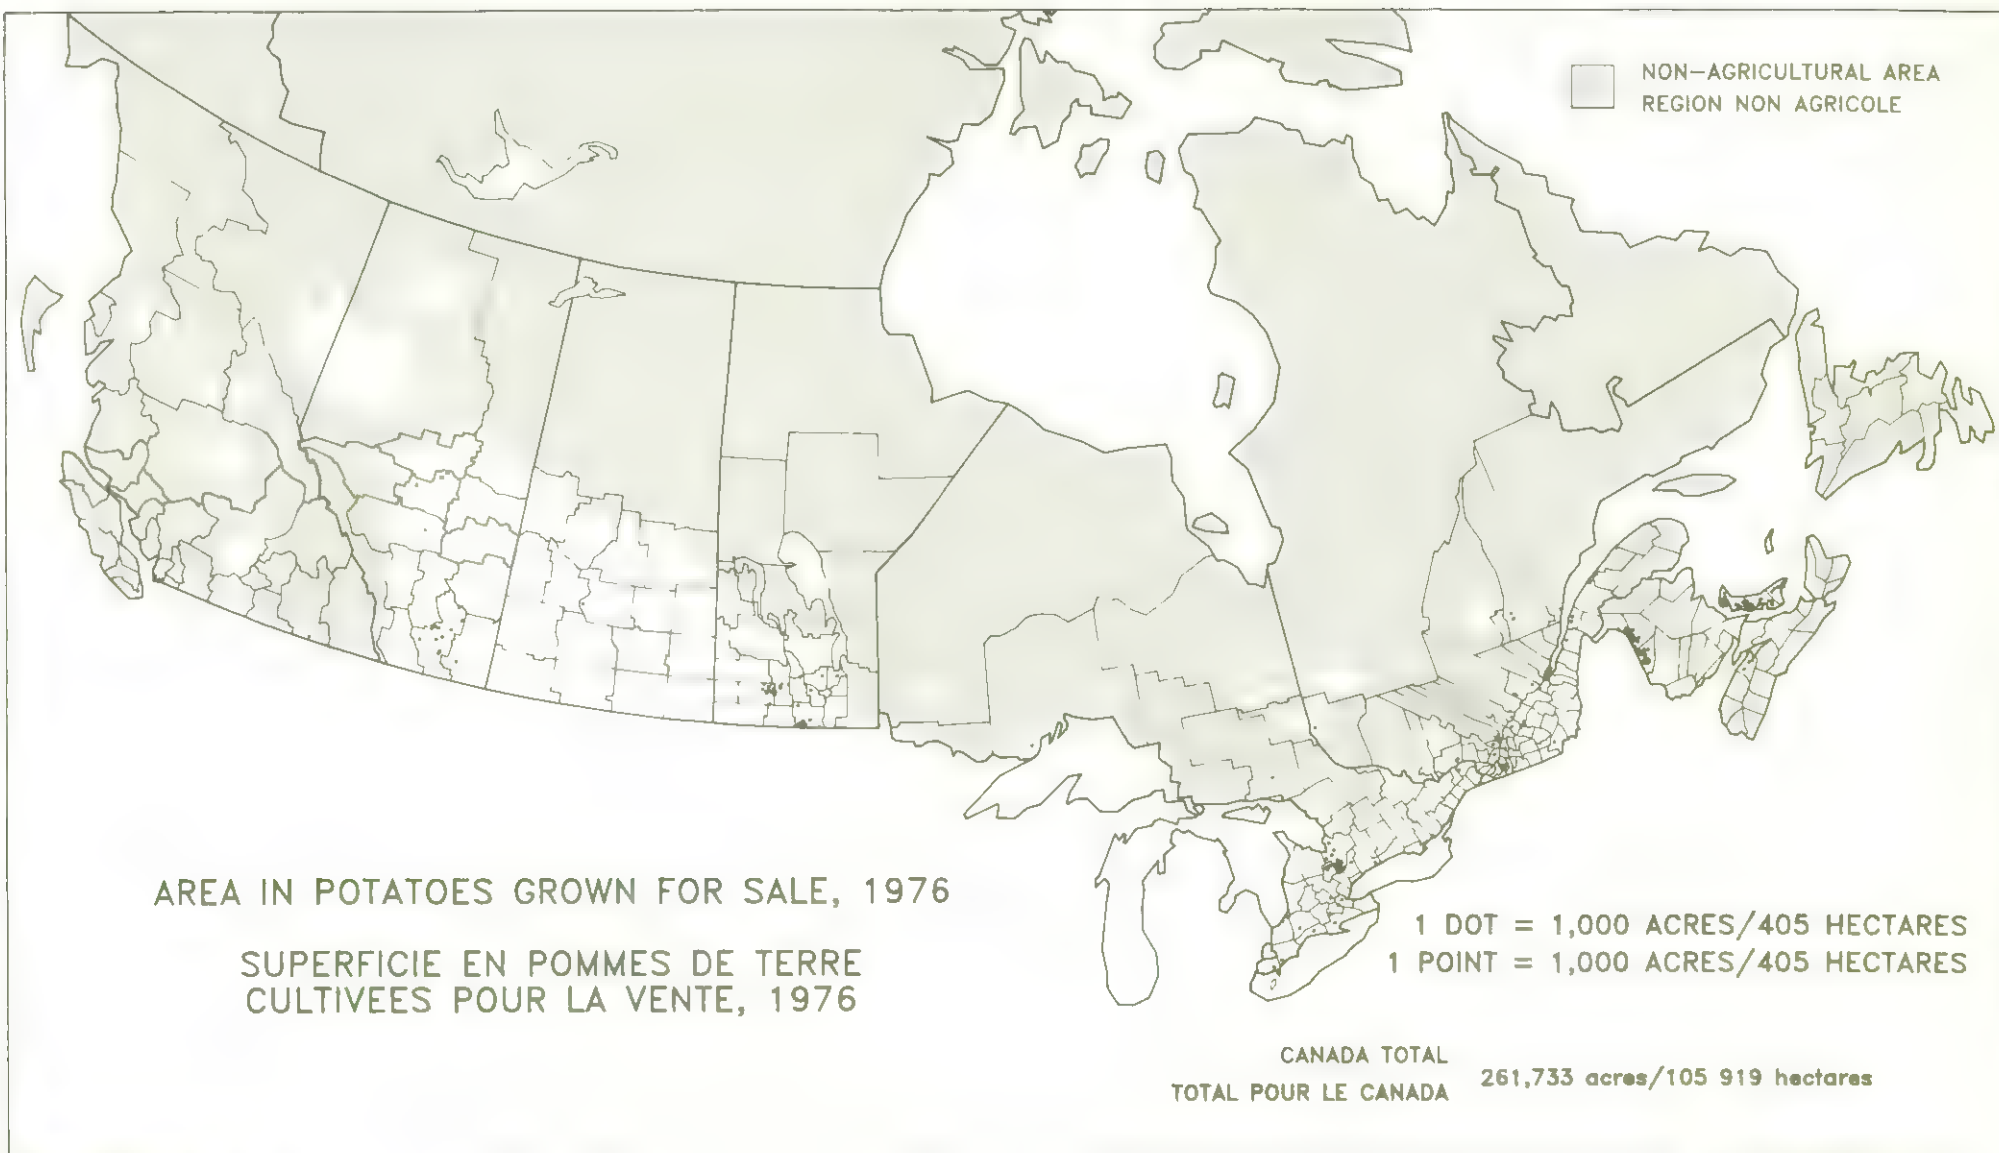 NON-AGRICULTURAL AREA
REGION NON AGRICOLE
AREA IN POTATOES GROWN FOR SALE, 1976
SUPERFICIE EN POMMES DE TERRE
CULTIVEES POUR LA VENTE, 1976
1 DOT = 1,000 ACRES/405 HECTARES
1 POINT = 1,000 ACRES/405 HECTARES
CANADA TOTAL
TOTAL POUR LE CANADA
261,733 acres/105 919 hectares